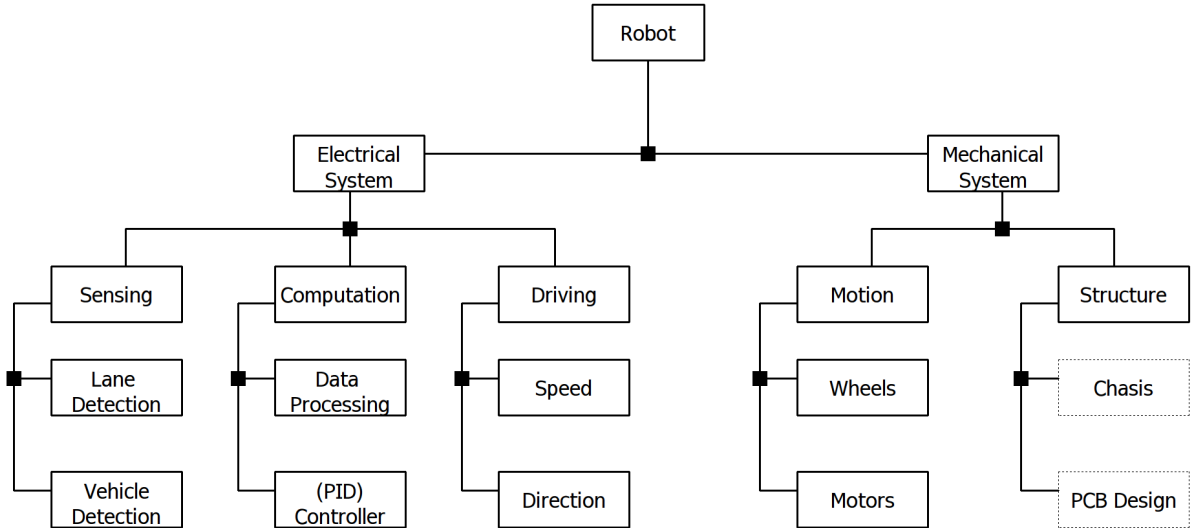 Robot
Electrical
System
Mechanical
System
Sensing
Computation
Driving
Motion
Structure
Lane
Detection
Data
Processing
Speed
Wheels
Chasis
Vehicle
Detection
(PID)
Controller
Direction
Motors
PCB Design